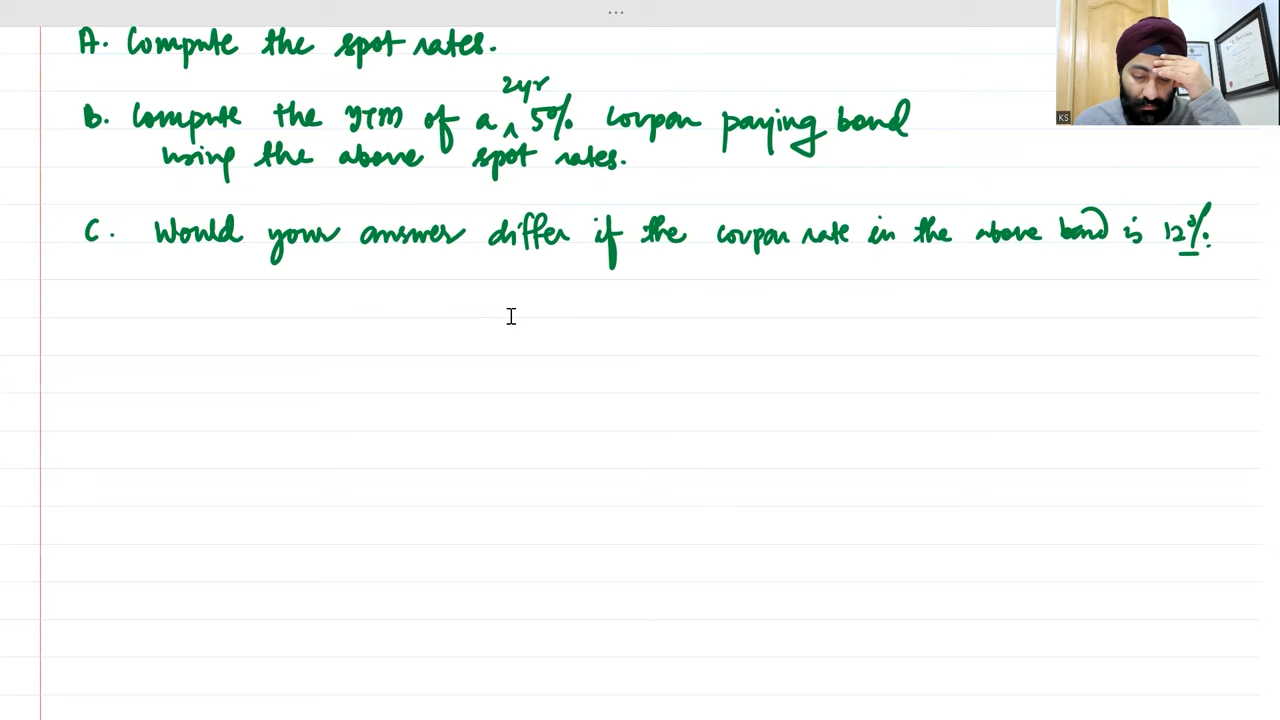 A. Compute the spot rates.
2yr
B. Compute the YTM of a ^ 5% coupon paying bond
using the above spot rates.
C. Would your answer differ if the coupon rate in the above bond is 12%.
KS